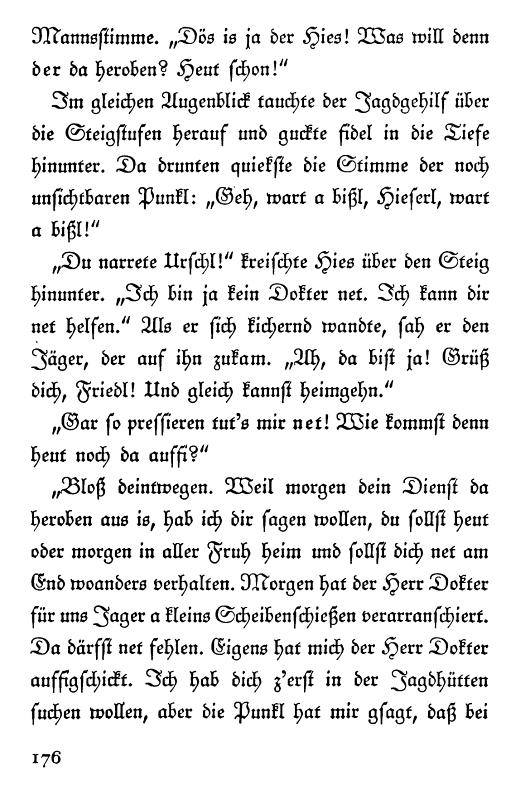 Mannsstimme. „Dös is ja der Hies! Was will denn
der da heroben? Heut schon!“
Im gleichen Augenblick tauchte der Jagdgehilf über
die Steigstufen herauf und guckte fidel in die Tiefe
hinunter. Da drunten quiekste die Stimme der noch
unsichtbaren Punkl: „Geh, wart a bißl, Hieserl, wart
a bißl!“
„Du narrete Urschl!“ kreischte Hies über den Steig
hinunter. „Ich bin ja kein Dokter net. Ich kann dir
net helfen.“ Als er sich kichernd wandte, sah er den
Jäger, der auf ihn zukam. „Ah, da bist ja! Grüß
dich, Friedl! Und gleich kannst heimgehn.“
„Gar so pressieren tut's mir net! Wie kommst denn
heut noch da auffi?“
„Bloß deintwegen. Weil morgen dein Dienst da
heroben aus is, hab ich dir sagen wollen, du sollst heut
oder morgen in aller Fruh heim und sollst dich net am
End woanders verhalten. Morgen hat der Herr Dokter
für uns Jager a kleins Scheibenschießen verarranschiert.
Da därfst net fehlen. Eigens hat mich der Herr Dokter
auffigschickt. Ich hab dich z'erst in der Jagdhütten
suchen wollen, aber die Punkl hat mir gsagt, daß bei
176